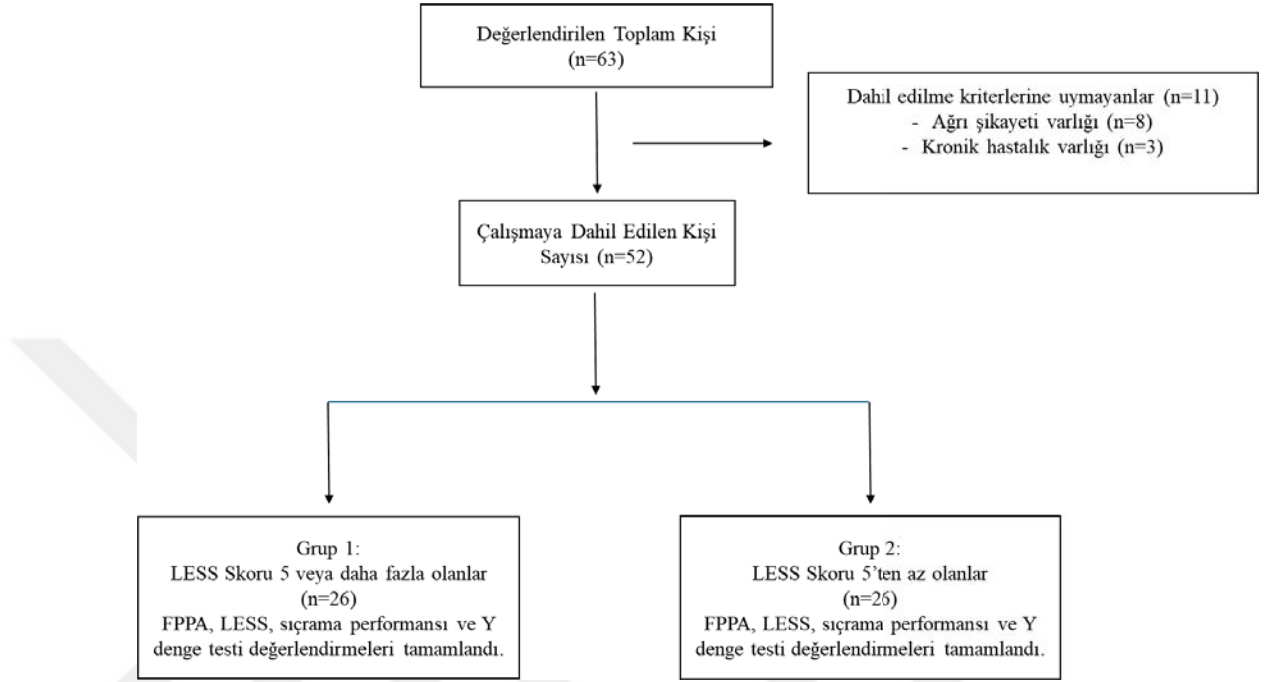 Değerlendirilen Toplam Kişi
(n=63)
Dahil edilme kriterlerine uymayanlar (n=11)
- Ağrı şikayeti varlığı (n=8)
- Kronik hastalık varlığı (n=3)
Çalışmaya Dahil Edilen Kişi
Sayısı (n=52)
Grup 1:
LESS Skoru 5 veya daha fazla olanlar
(n=26)
FPPA, LESS, sıçrama performansı ve Y
denge testi değerlendirmeleri tamamlandı.
Grup 2:
LESS Skoru 5’ten az olanlar
(n=26)
FPPA, LESS, sıçrama performansı ve Y
denge testi değerlendirmeleri tamamlandı.